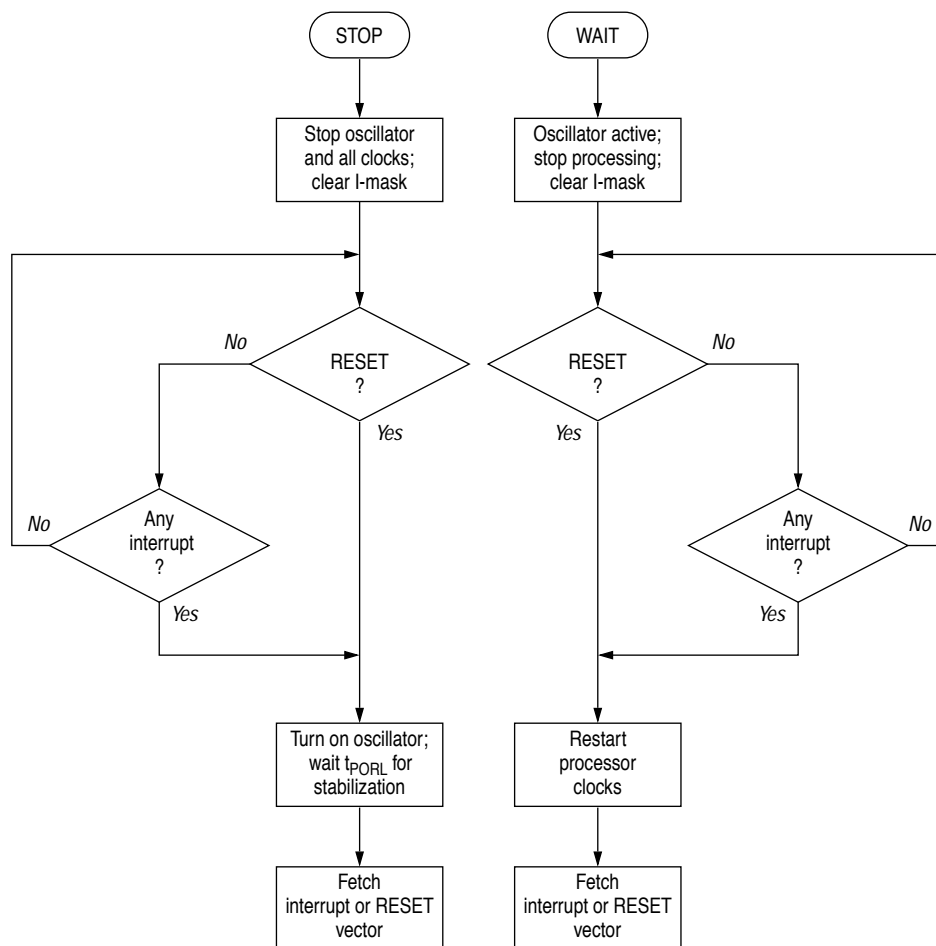 STOP
Stop oscillator
and all clocks;
clear I-mask
No
RESET
?
Yes
No
Any
interrupt
?
Yes
Turn on oscillator;
wait tPORL for
stabilization
Fetch
interrupt or RESET
vector
WAIT
Oscillator active;
stop processing;
clear I-mask
RESET
?
No
Yes
Any
interrupt
?
No
Yes
Restart
processor
clocks
Fetch
interrupt or RESET
vector